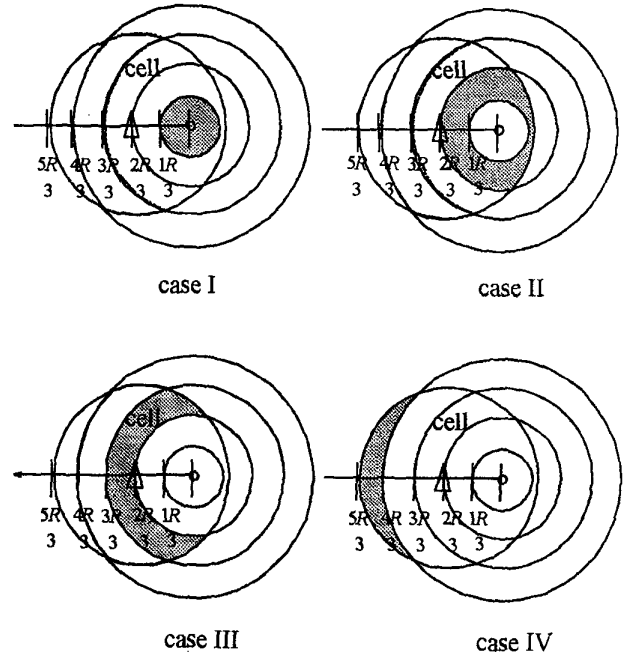 cell
5R 4R 3R 2R 1R
3 3 3 3 3
case I
cell
5R 4R 3R 2R 1R
3 3 3 3 3
case II
cell
5R 4R 3R 2R 1R
3 3 3 3 3
case III
cell
5R 4R 3R 2R 1R
3 3 3 3 3
case IV